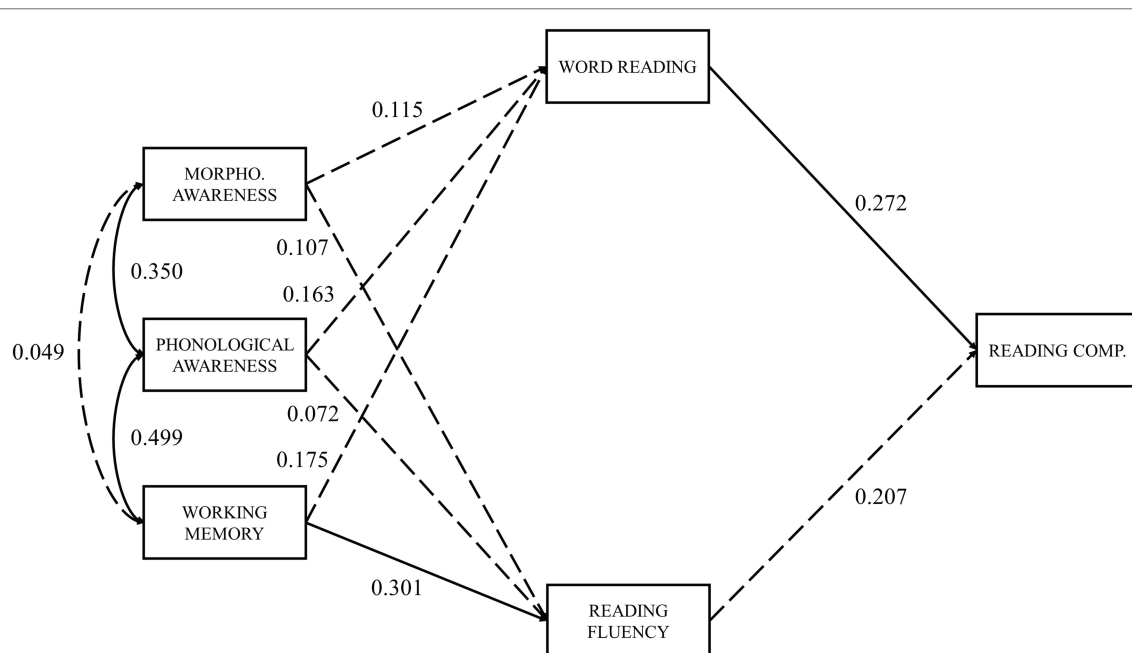 WORD READING
0.115
MORPHO.
AWARENESS
0.272
0.107
0.350
0.163
PHONOLOGICAL
AWARENESS
0.049
READING COMP.
0.072
0.499
0.175
0.207
WORKING
MEMORY
0.301
READING
FLUENCY